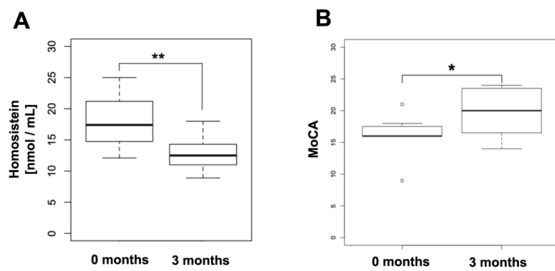 A
Homosistein
[nmol / mL]
30
25
20
15
10
5
0
**
0 months
3 months
B
MoCA
30
25
20
15
10
5
0
*
0 months
3 months